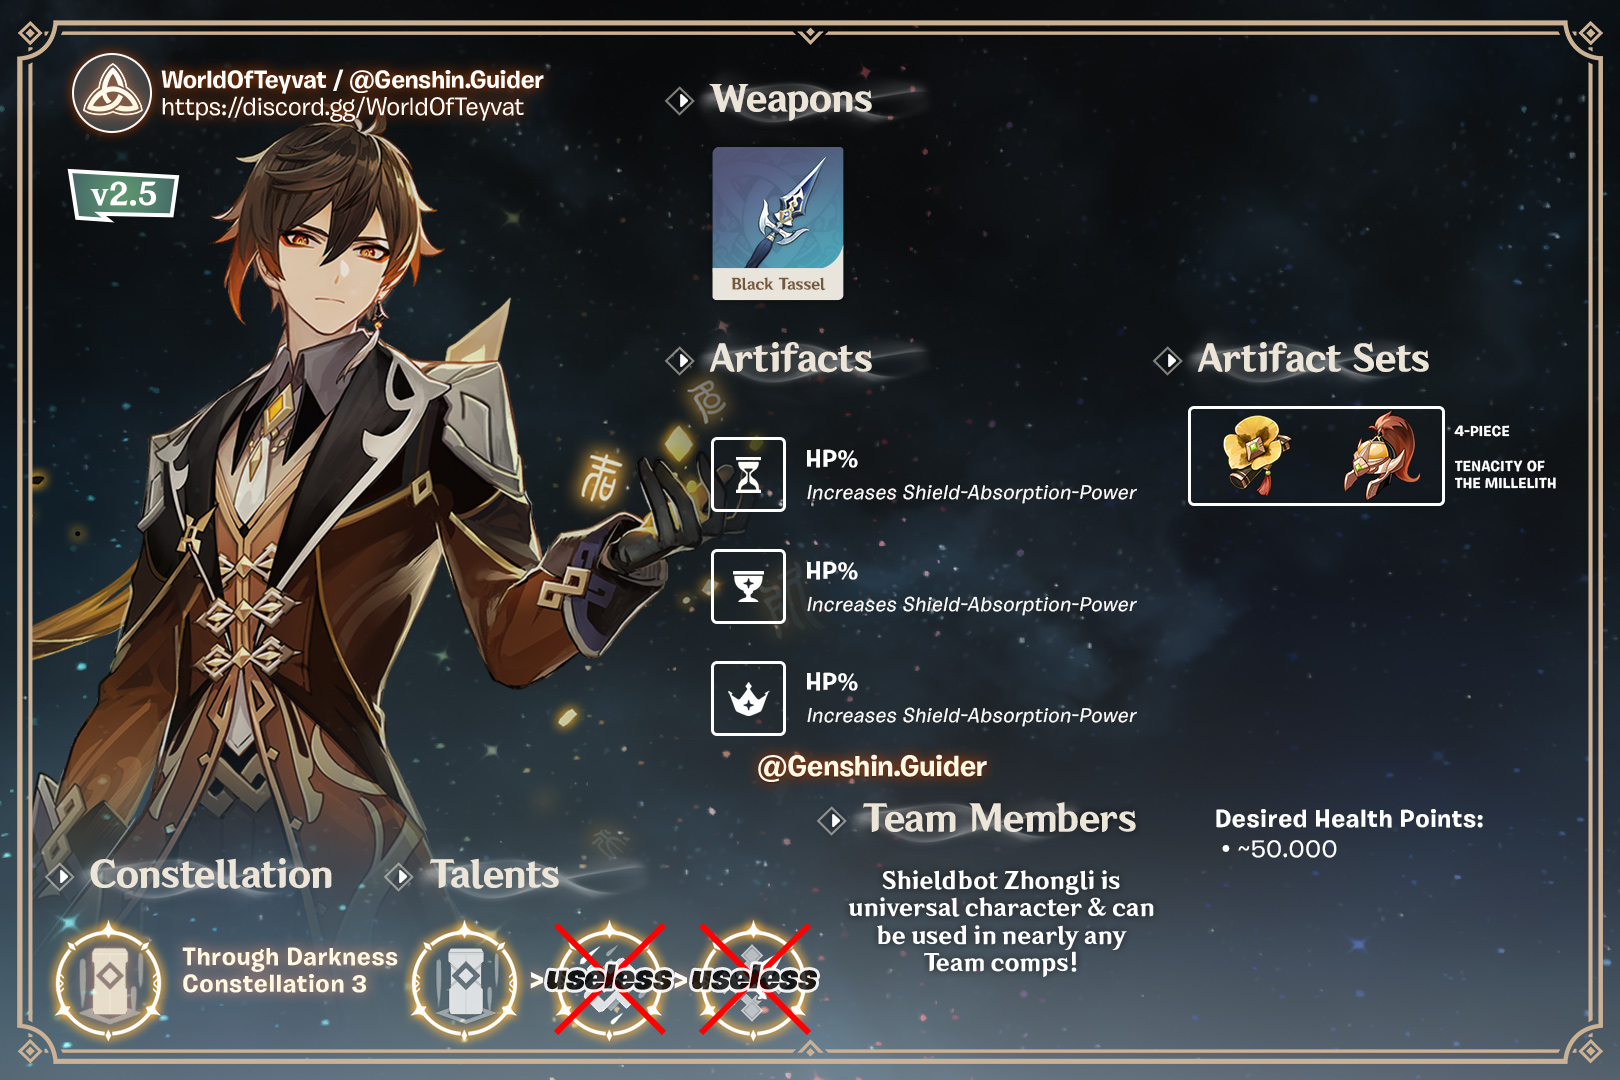 WorldOfTeyvat / @Genshin.Guider
https://discord.gg/WorldOfTeyvat
v2.5
Weapons
Black Tassel
Artifacts
HP%
Increases Shield-Absorption-Power
HP%
Increases Shield-Absorption-Power
HP%
Increases Shield-Absorption-Power
@Genshin.Guider
Artifact Sets
4-PIECE
TENACITY OF
THE MILLELITH
Team Members
Shieldbot Zhongli is
universal character & can
be used in nearly any
Team comps!
Desired Health Points:
• ~50.000
Constellation
Through Darkness
Constellation 3
Talents
>useless>useless